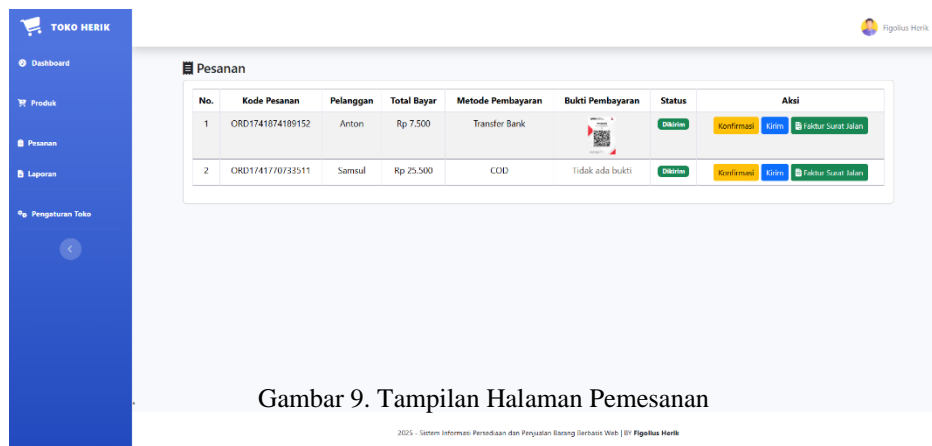 TOKO HERIK
Figolius Herik
Dashboard
Produk
Pesanan
Laporan
Pengaturan Toko
Pesanan
No. Kode Pesanan Pelanggan Total Bayar Metode Pembayaran Bukti Pembayaran Status Aksi
1 ORD1741874189152 Anton Rp 7.500 Transfer Bank Dikirim Konfirmasi Kirim Faktur Surat Jalan
2 ORD1741770733511 Samsul Rp 25.500 COD Tidak ada bukti Dikirim Konfirmasi Kirim Faktur Surat Jalan
Gambar 9. Tampilan Halaman Pemesanan
2025 - Sistem Informasi Persediaan dan Penjualan Barang Berbasis Web | BY Figolius Herik